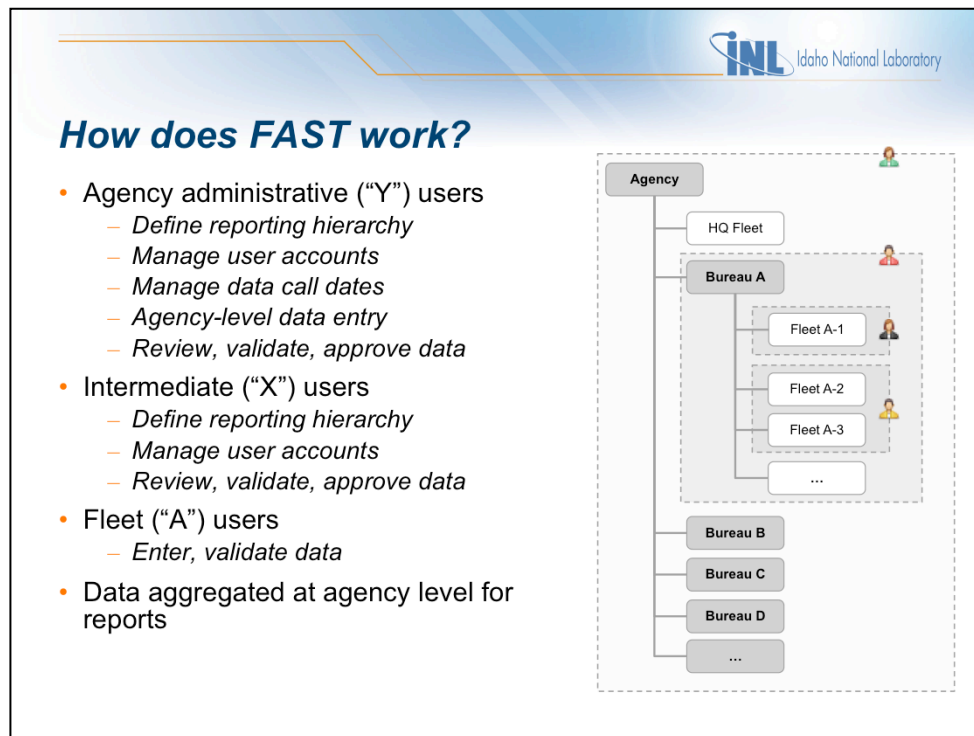 INL Idaho National Laboratory
How does FAST work?
• Agency administrative (“Y”) users
– Define reporting hierarchy
– Manage user accounts
– Manage data call dates
– Agency-level data entry
– Review, validate, approve data
• Intermediate (“X”) users
– Define reporting hierarchy
– Manage user accounts
– Review, validate, approve data
• Fleet (“A”) users
– Enter, validate data
• Data aggregated at agency level for
reports
Agency
HQ Fleet
Bureau A
Fleet A-1
Fleet A-2
Fleet A-3
...
Bureau B
Bureau C
Bureau D
...